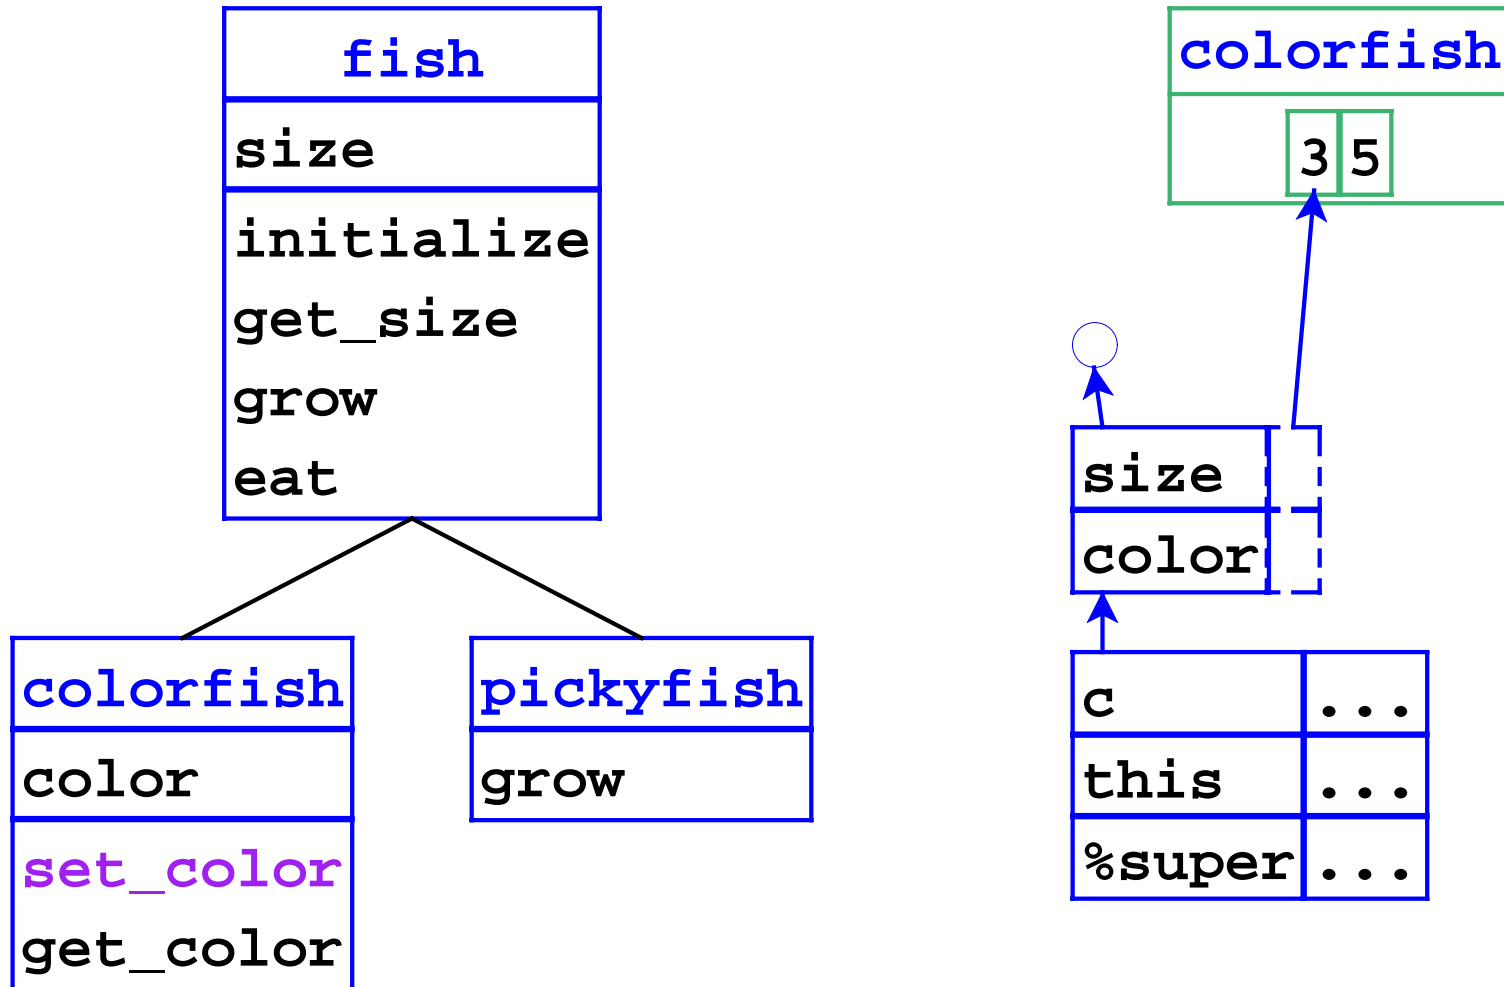 fish
size
initialize
get_size
grow
eat
colorfish
color
set_color
get_color
pickyfish
grow
colorfish
3 5
size
color
c ...
this ...
%super ...